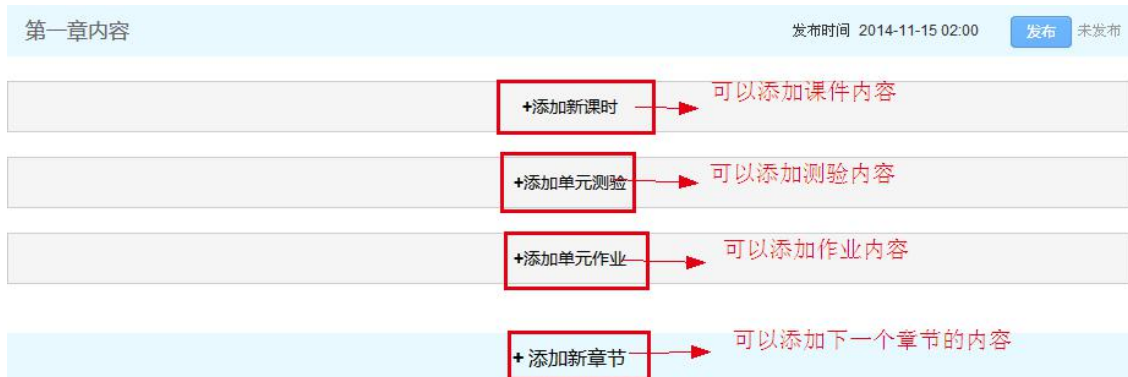 第一章内容 发布时间 2014-11-15 02:00 发布 未发布
+添加新课时 可以添加课件内容
+添加单元测验 可以添加测验内容
+添加单元作业 可以添加作业内容
+ 添加新章节 可以添加下一个章节的内容